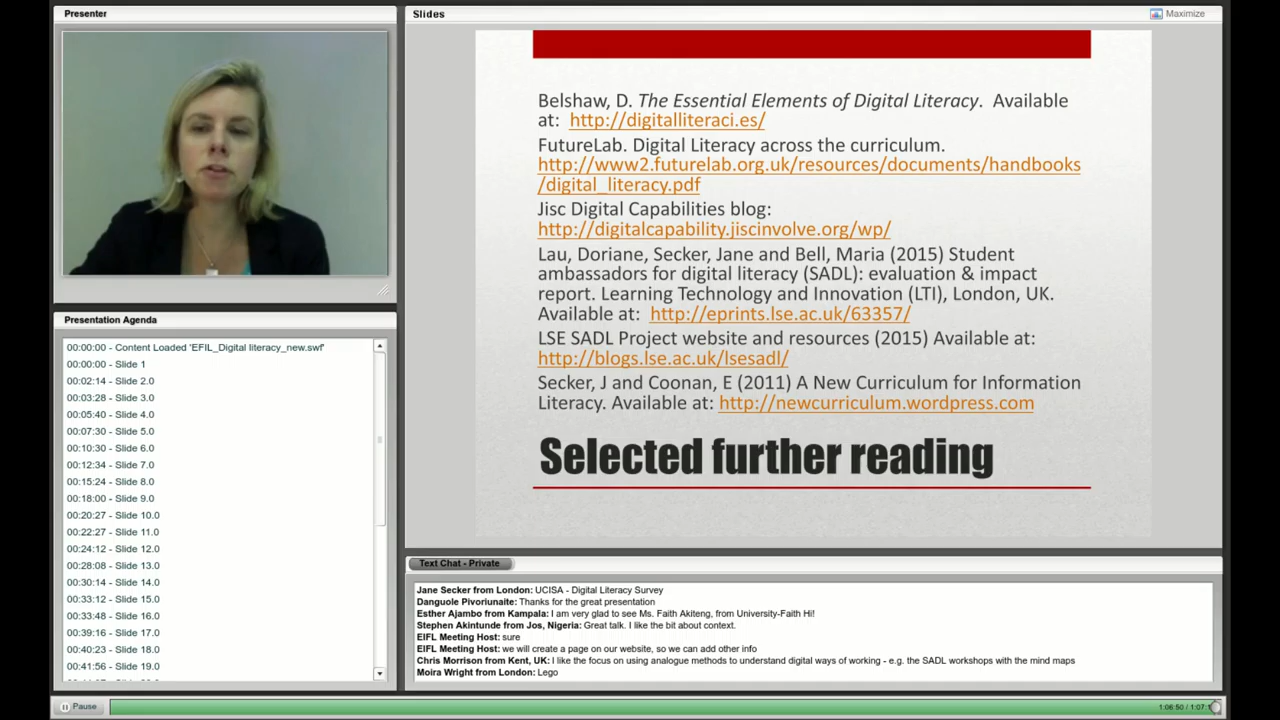 Presenter
Slides
Maximize
Belshaw, D. The Essential Elements of Digital Literacy. Available
at: http://digitalliteraci.es/
FutureLab. Digital Literacy across the curriculum.
http://www2.futurelab.org.uk/resources/documents/handbooks
/digital_literacy.pdf
Jisc Digital Capabilities blog:
http://digitalcapability.jiscinvolve.org/wp/
Lau, Doriane, Secker, Jane and Bell, Maria (2015) Student
ambassadors for digital literacy (SADL): evaluation & impact
report. Learning Technology and Innovation (LTI), London, UK.
Available at: http://eprints.lse.ac.uk/63357/
LSE SADL Project website and resources (2015) Available at:
http://blogs.lse.ac.uk/lsesadl/
Secker, J and Coonan, E (2011) A New Curriculum for Information
Literacy. Available at: http://newcurriculum.wordpress.com
Selected further reading
Presentation Agenda
00:00:00 - Content Loaded 'EFIL_Digital literacy_new.swf'
00:00:00 - Slide 1
00:02:14 - Slide 2.0
00:03:28 - Slide 3.0
00:05:40 - Slide 4.0
00:07:30 - Slide 5.0
00:10:30 - Slide 6.0
00:12:34 - Slide 7.0
00:15:24 - Slide 8.0
00:18:00 - Slide 9.0
00:20:27 - Slide 10.0
00:22:27 - Slide 11.0
00:24:12 - Slide 12.0
00:28:08 - Slide 13.0
00:30:14 - Slide 14.0
00:33:12 - Slide 15.0
00:33:48 - Slide 16.0
00:39:16 - Slide 17.0
00:40:23 - Slide 18.0
00:41:56 - Slide 19.0
Text Chat - Private
Jane Secker from London: UCISA - Digital Literacy Survey
Danguole Pivoriunaite: Thanks for the great presentation
Esther Ajambo from Kampala: I am very glad to see Ms. Faith Akiteng, from University-Faith Hi!
Stephen Akintunde from Jos, Nigeria: Great talk. I like the bit about context.
EIFL Meeting Host: sure
EIFL Meeting Host: we will create a page on our website, so we can add other info
Chris Morrison from Kent, UK: I like the focus on using analogue methods to understand digital ways of working - e.g. the SADL workshops with the mind maps
Moira Wright from London: Lego
Pause
1:06:50 / 1:07:1